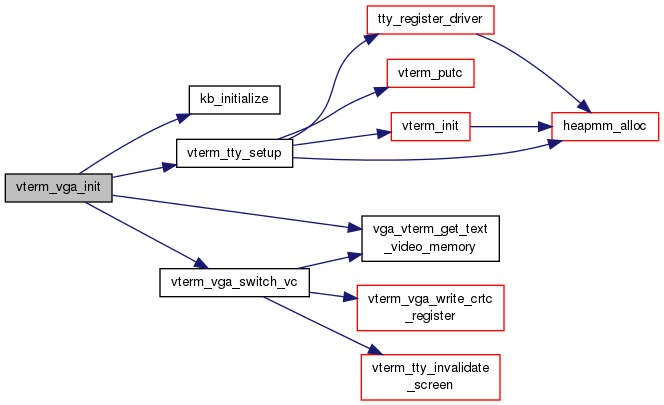 tty_register_driver
vterm_putc
kb_initialize
vterm_init
heapmm_alloc
vterm_tty_setup
vterm_vga_init
vga_vterm_get_text
_video_memory
vterm_vga_switch_vc
vterm_vga_write_crtc
_register
vterm_tty_invalidate
_screen